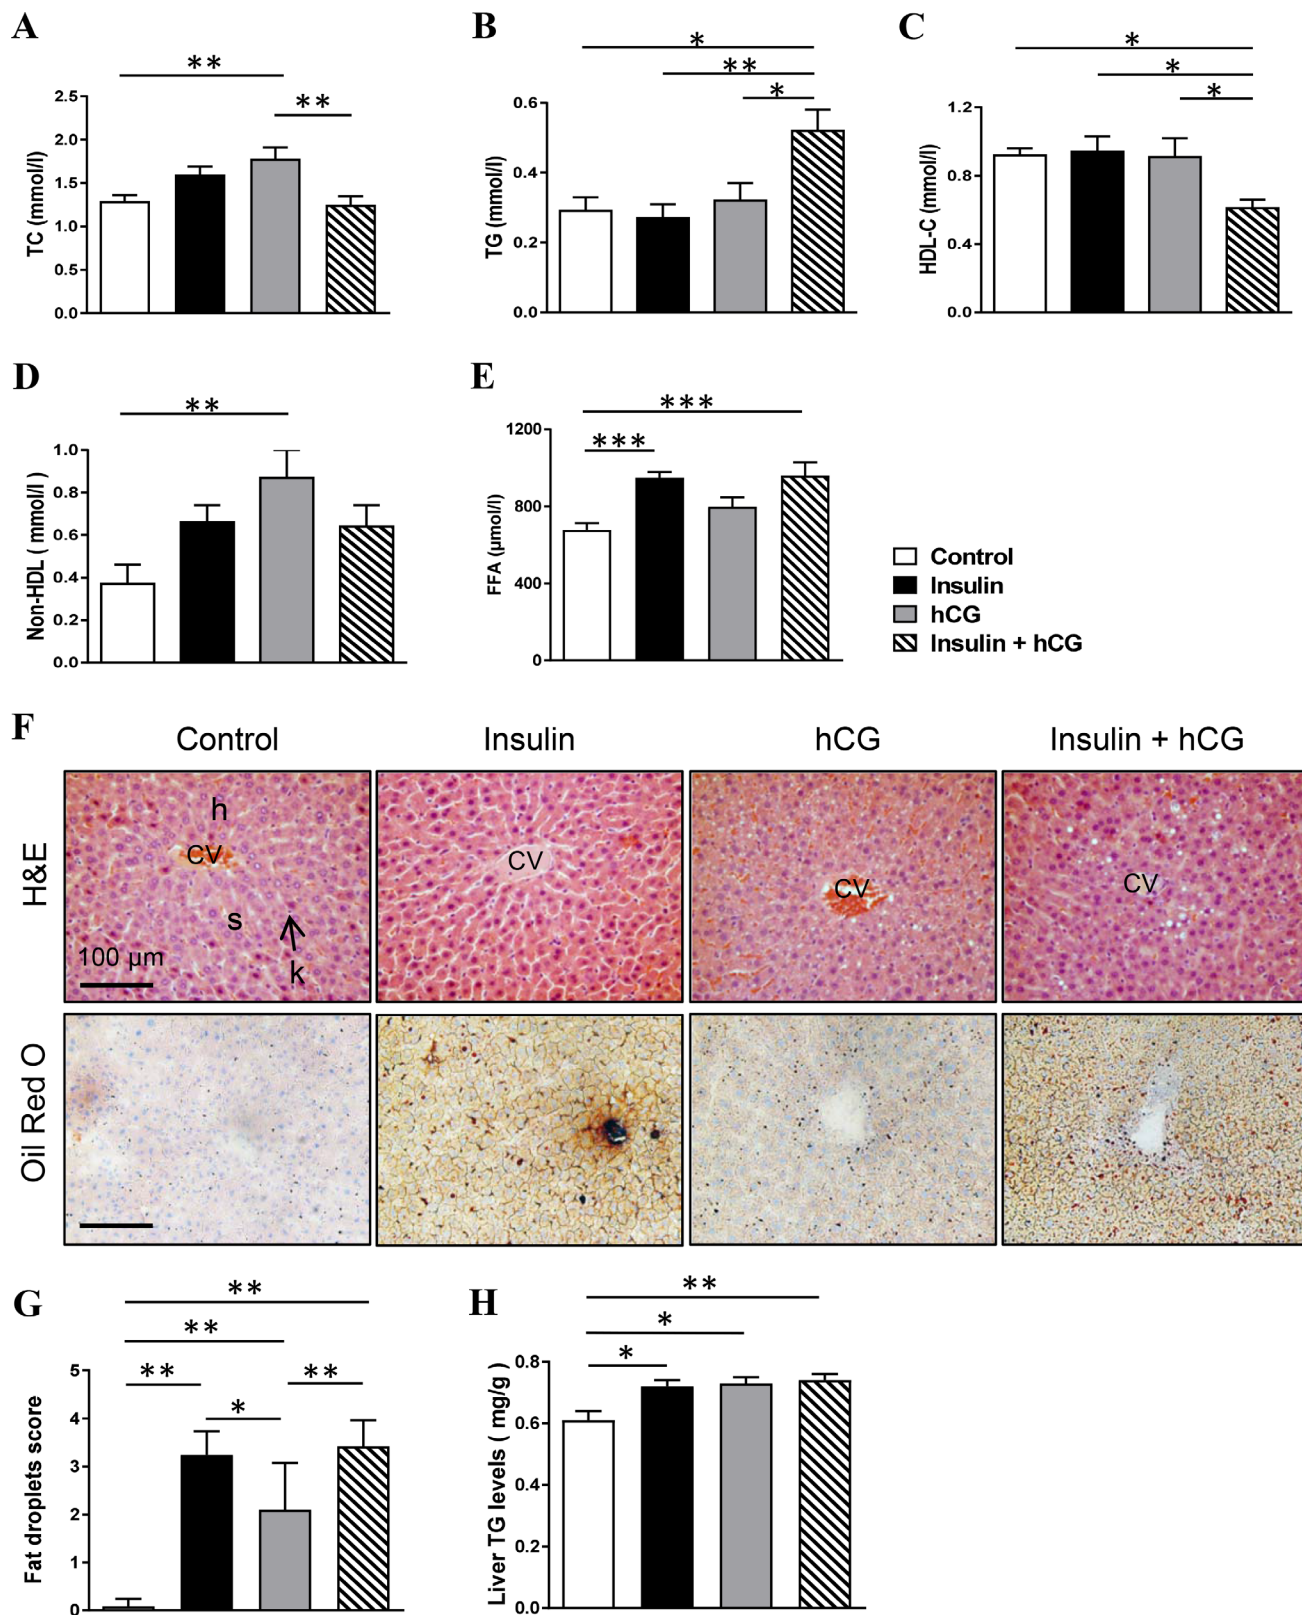 A
**
**
TC (mmol/l)
2.5
2.0
1.5
1.0
0.5
0.0
B
*
**
*
TG (mmol/l)
0.6
0.4
0.2
0.0
C
*
*
*
HDL-C (mmol/l)
1.2
0.8
0.4
0.0
D
**
Non-HDL ( mmol/l )
1.0
0.8
0.6
0.4
0.2
0.0
E
***
***
FFA (μmol/l)
1200
800
400
0
Control
Insulin
hCG
Insulin + hCG
F
Control Insulin hCG Insulin + hCG
H&E
h
CV
s
k
100 μm
CV
CV
CV
Oil Red O
G
**
**
**
**
*
Fat droplets score
5
4
3
2
1
0
H
**
*
*
Liver TG levels ( mg/g )
0.8
0.6
0.4
0.2
0.0